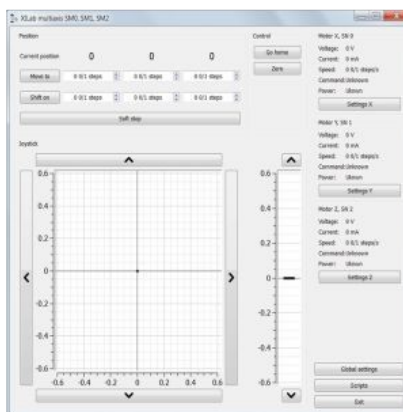 XILab multiaxis SM0, SM1, SM2
Position
Current position 0 0 0
Move to 0 0/1 steps 0 0/1 steps 0 0/1 steps
Shift on 0 0/1 steps 0 0/1 steps 0 0/1 steps
Soft stop
Control
Go home
Zero
Motor X, SN 0
Voltage: 0 V
Current: 0 mA
Speed: 0 0/1 steps/s
Command: Unknown
Power:
Settings X
Motor Y, SN 1
Voltage: 0 V
Current: 0 mA
Speed: 0 0/1 steps/s
Command: Unknown
Power:
Settings Y
Motor Z, SN 2
Voltage: 0 V
Current: 0 mA
Speed: 0 0/1 steps/s
Command: Unknown
Power:
Settings Z
Joystick
0.6 0.6
0.4 0.4
0.2 0.2
0 0
-0.2 -0.2
-0.4 -0.4
-0.6 -0.6
-0.6 -0.4 -0.2 0 0.2 0.4 0.6
Global settings
Scripts
Exit